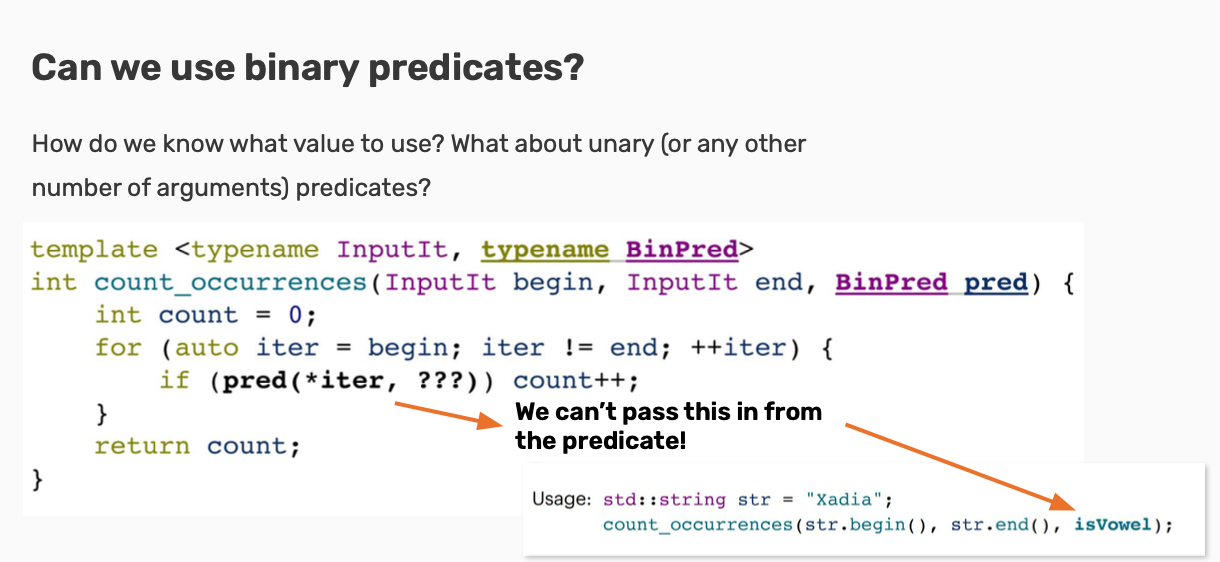 Can we use binary predicates?
How do we know what value to use? What about unary (or any other
number of arguments) predicates?
template <typename InputIt, typename BinPred>
int count_occurrences(InputIt begin, InputIt end, BinPred pred) {
    int count = 0;
    for (auto iter = begin; iter != end; ++iter) {
        if (pred(*iter, ???)) count++;
    }
    return count;
}
We can’t pass this in from
the predicate!
Usage: std::string str = "Xadia";
count_occurrences(str.begin(), str.end(), isVowel);